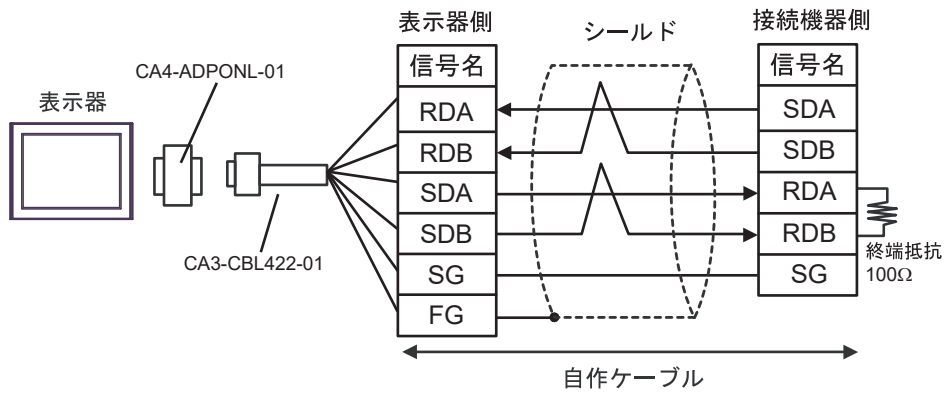 表示器側
シールド
接続機器側
信号名
信号名
CA4-ADPONL-01
表示器
RDA
SDA
RDB
SDB
SDA
RDA
SDB
RDB
CA3-CBL422-01
SG
SG
終端抵抗
100Ω
FG
自作ケーブル